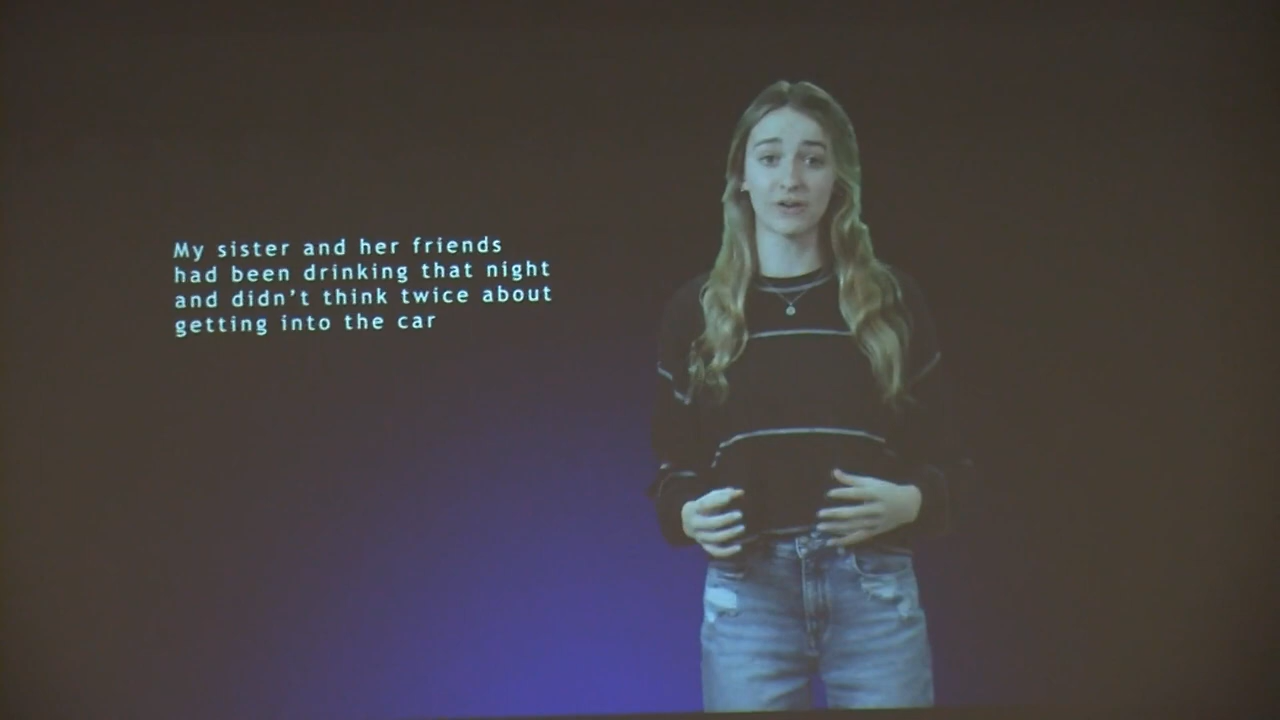 My sister and her friends
had been drinking that night
and didn't think twice about
getting into the car